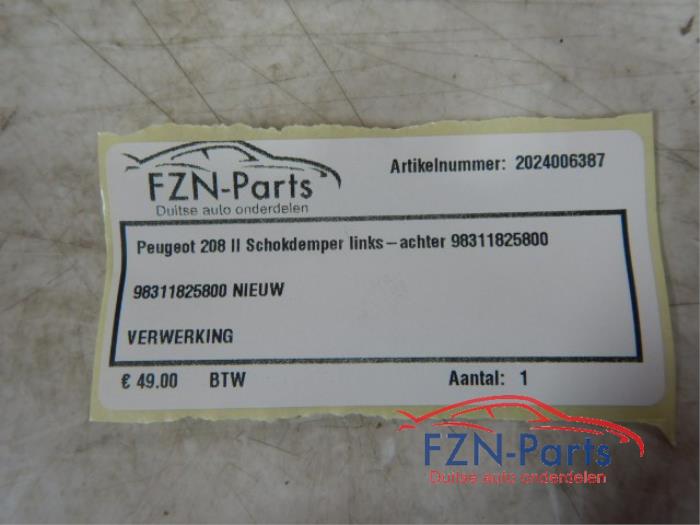 FZN-Parts
Duitse auto onderdelen
Artikelnummer: 2024006387
Peugeot 208 II Schokdemper links-achter 98311825800
98311825800 NIEUW
VERWERKING
€ 49.00 BTW Aantal: 1
FZN-Parts
Duitse auto onderdelen